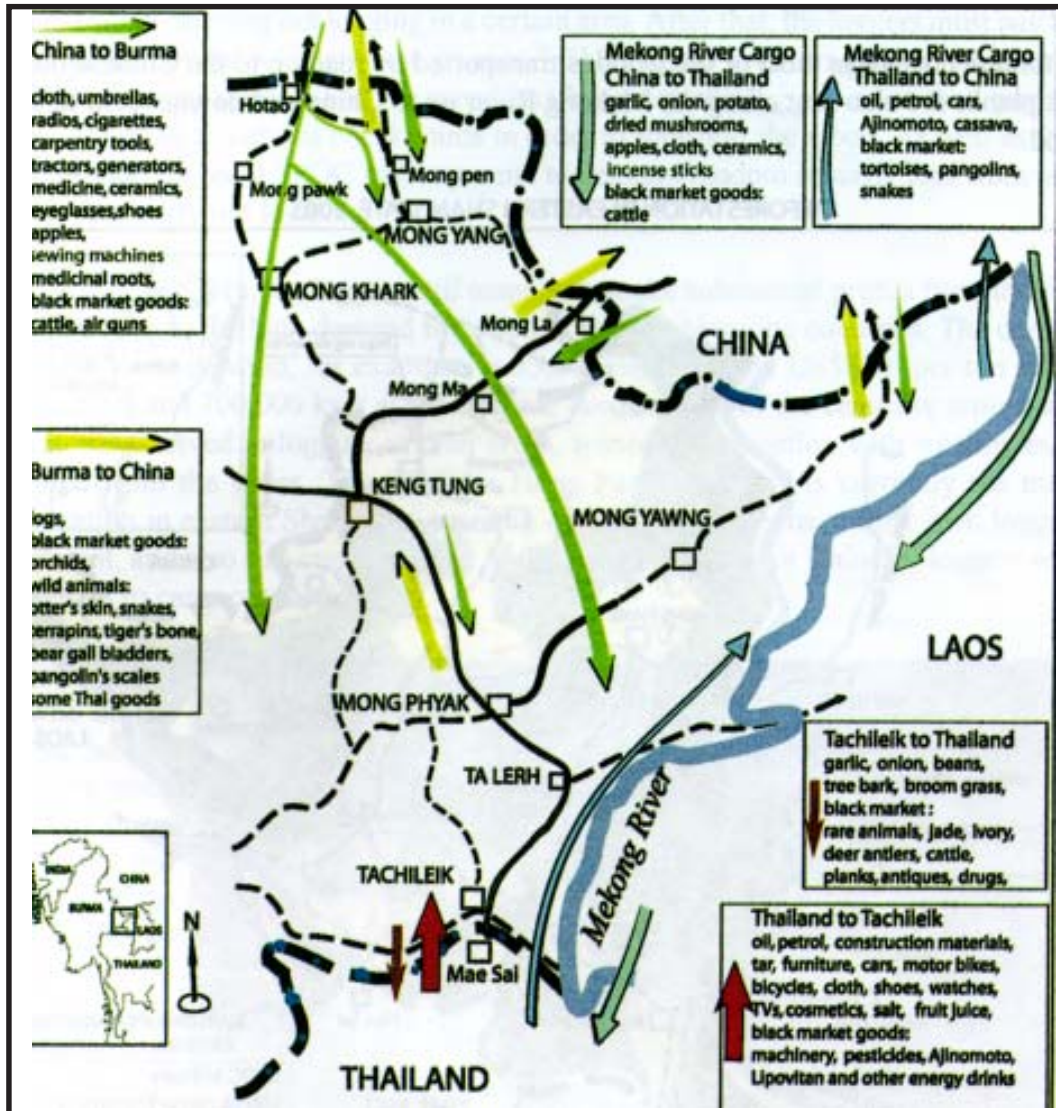 China to Burma
cloth, umbrellas,
radios, cigarettes,
carpentry tools,
tractors, generators,
medicine, ceramics,
eyeglasses, shoes
apples,
sewing machines
medicinal roots,
black market goods:
cattle, air guns
Mekong River Cargo
China to Thailand
garlic, onion, potato,
dried mushrooms,
apples, cloth, ceramics,
incense sticks
black market goods:
cattle
Mekong River Cargo
Thailand to China
oil, petrol, cars,
Ajinomoto, cassava,
black market:
tortoises, pangolins,
snakes
Hotao
Mong pawk
Mong pen
MONG YANG
MONG KHARK
Mong La
CHINA
Mong Ma
Burma to China
logs,
black market goods:
orchids,
wild animals:
otter's skin, snakes,
terrapins, tiger's bone,
bear gall bladders,
pangolin's scales
some Thai goods
KENG TUNG
MONG YAWNG
LAOS
MONG PHYAK
TA LERH
Mekong River
TACHILEIK
Mae Sai
THAILAND
Tachileik to Thailand
garlic, onion, beans,
tree bark, broom grass,
black market :
rare animals, jade, ivory,
deer antlers, cattle,
planks, antiques, drugs,
Thailand to Tachileik
oil, petrol, construction materials,
tar, furniture, cars, motor bikes,
bicycles, cloth, shoes, watches,
TVs, cosmetics, salt, fruit juice,
black market goods:
machinery, pesticides, Ajinomoto,
Lipovitan and other energy drinks
INDIA
CHINA
BURMA
LAOS
THAILAND
N